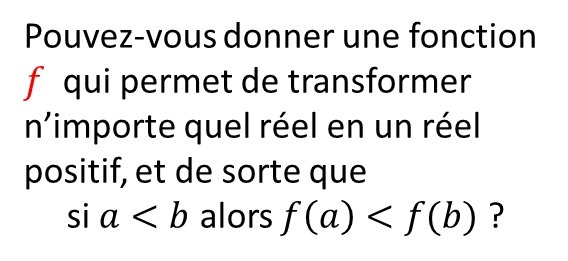 Pouvez-vous donner une fonction
f qui permet de transformer
n’importe quel réel en un réel
positif, et de sorte que
si a < b alors f(a) < f(b) ?